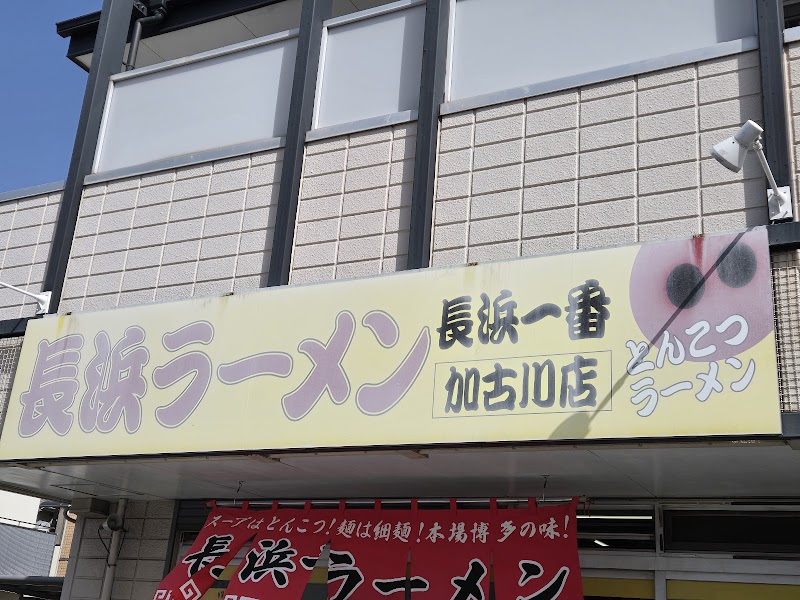 長浜ラーメン
長浜一番
加古川店
とんこつ
ラーメン
スープはとんこつ!麺は細麺!本場博多の味!
長浜ラーメン